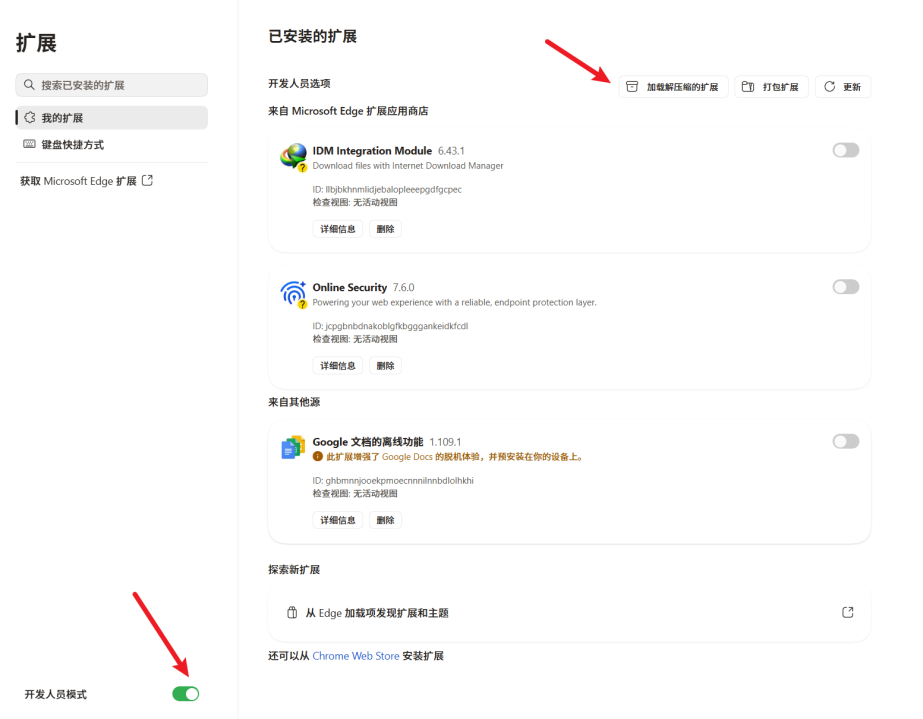 扩展
搜索已安装的扩展
我的扩展
键盘快捷方式
获取 Microsoft Edge 扩展
开发人员模式
已安装的扩展
开发人员选项
加载解压缩的扩展
打包扩展
更新
来自 Microsoft Edge 扩展应用商店
IDM Integration Module 6.43.1
Download files with Internet Download Manager
ID: llbjbkhnmlidjebalopleeepgdfgcpec
检查视图: 无活动视图
详细信息 删除
Online Security 7.6.0
Powering your web experience with a reliable, endpoint protection layer.
ID: jcpgbnbdnakoblgfkbgggankeidkfcdl
检查视图: 无活动视图
详细信息 删除
来自其他源
Google 文档的离线功能 1.109.1
此扩展增强了 Google Docs 的脱机体验，并预安装在你的设备上。
ID: ghbmnnjooekpmoecnnnilnnbdlolhkhi
检查视图: 无活动视图
详细信息 删除
探索新扩展
从 Edge 加载项发现扩展和主题
还可以从 Chrome Web Store 安装扩展